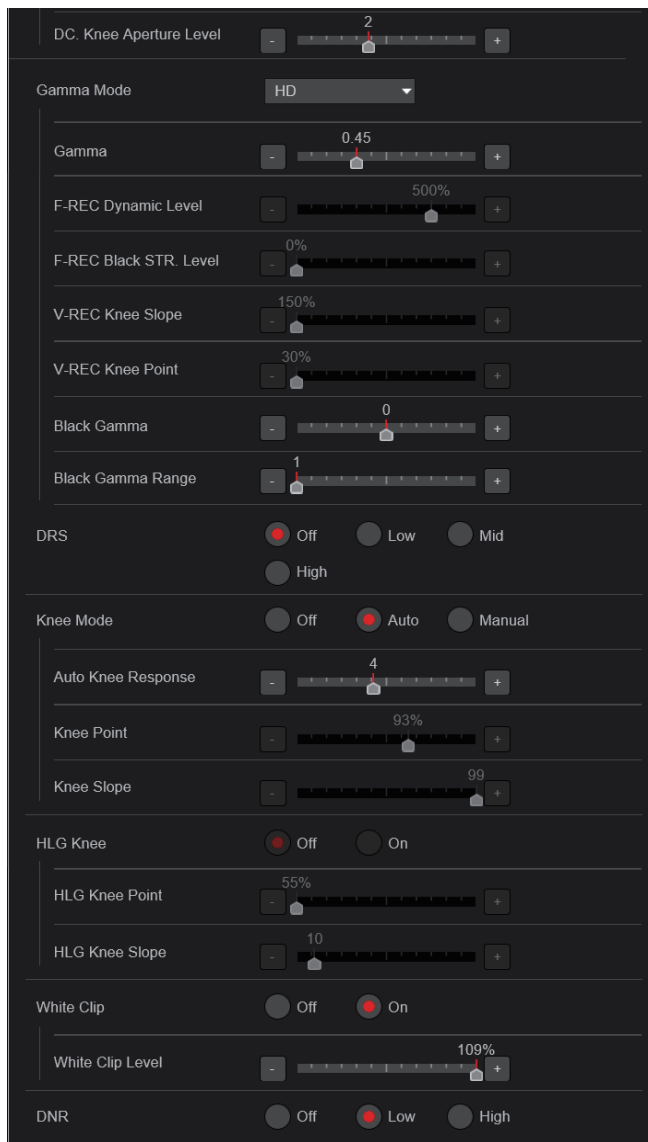 2
DC. Knee Aperture Level - +
Gamma Mode HD
0.45
Gamma - +
500%
F-REC Dynamic Level - +
0%
F-REC Black STR. Level - +
150%
V-REC Knee Slope - +
30%
V-REC Knee Point - +
0
Black Gamma - +
1
Black Gamma Range - +
DRS Off Low Mid
High
Knee Mode Off Auto Manual
4
Auto Knee Response - +
93%
Knee Point - +
99
Knee Slope - +
HLG Knee Off On
55%
HLG Knee Point - +
10
HLG Knee Slope - +
White Clip Off On
109%
White Clip Level - +
DNR Off Low High